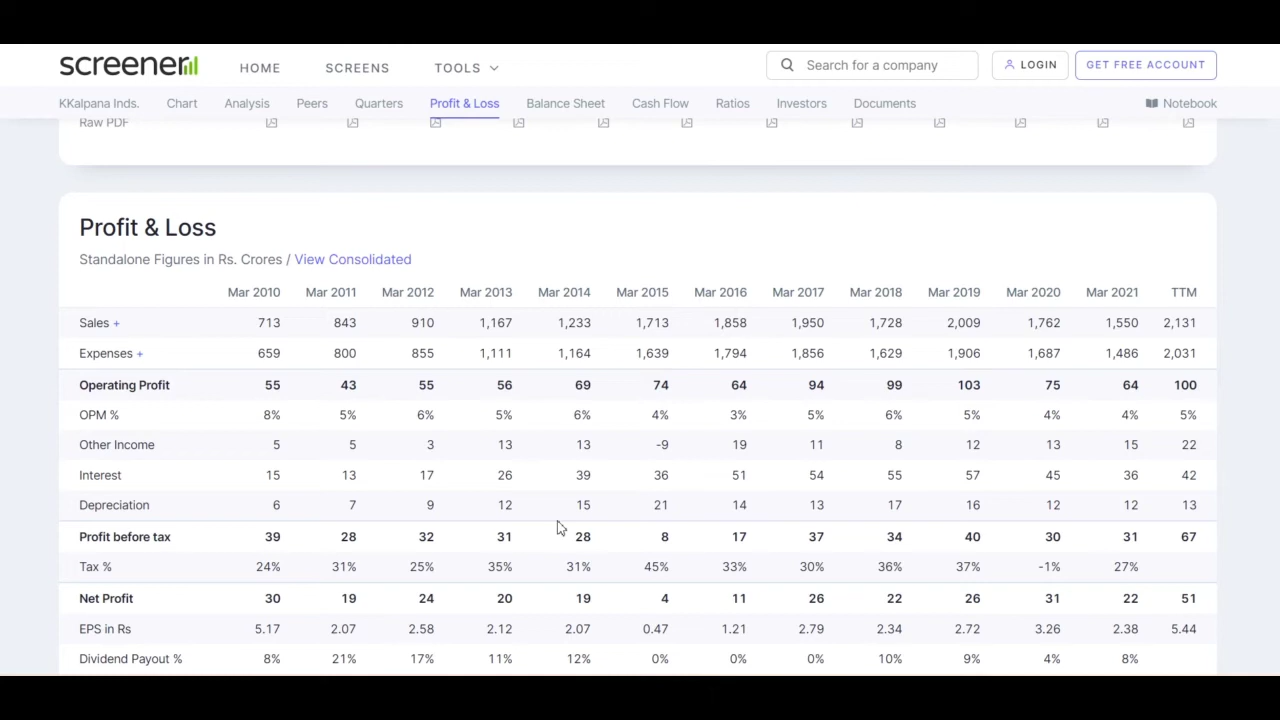 screener HOME SCREENS TOOLS Search for a company LOGIN GET FREE ACCOUNT
KKalpana Inds. Chart Analysis Peers Quarters Profit & Loss Balance Sheet Cash Flow Ratios Investors Documents Notebook
Raw PDF
Profit & Loss
Standalone Figures in Rs. Crores / View Consolidated
Mar 2010 Mar 2011 Mar 2012 Mar 2013 Mar 2014 Mar 2015 Mar 2016 Mar 2017 Mar 2018 Mar 2019 Mar 2020 Mar 2021 TTM
Sales + 713 843 910 1,167 1,233 1,713 1,858 1,950 1,728 2,009 1,762 1,550 2,131
Expenses + 659 800 855 1,111 1,164 1,639 1,794 1,856 1,629 1,906 1,687 1,486 2,031
Operating Profit 55 43 55 56 69 74 64 94 99 103 75 64 100
OPM % 8% 5% 6% 5% 6% 4% 3% 5% 6% 5% 4% 4% 5%
Other Income 5 5 3 13 13 -9 19 11 8 12 13 15 22
Interest 15 13 17 26 39 36 51 54 55 57 45 36 42
Depreciation 6 7 9 12 15 21 14 13 17 16 12 12 13
Profit before tax 39 28 32 31 28 8 17 37 34 40 30 31 67
Tax % 24% 31% 25% 35% 31% 45% 33% 30% 36% 37% -1% 27%
Net Profit 30 19 24 20 19 4 11 26 22 26 31 22 51
EPS in Rs 5.17 2.07 2.58 2.12 2.07 0.47 1.21 2.79 2.34 2.72 3.26 2.38 5.44
Dividend Payout % 8% 21% 17% 11% 12% 0% 0% 0% 10% 9% 4% 8%